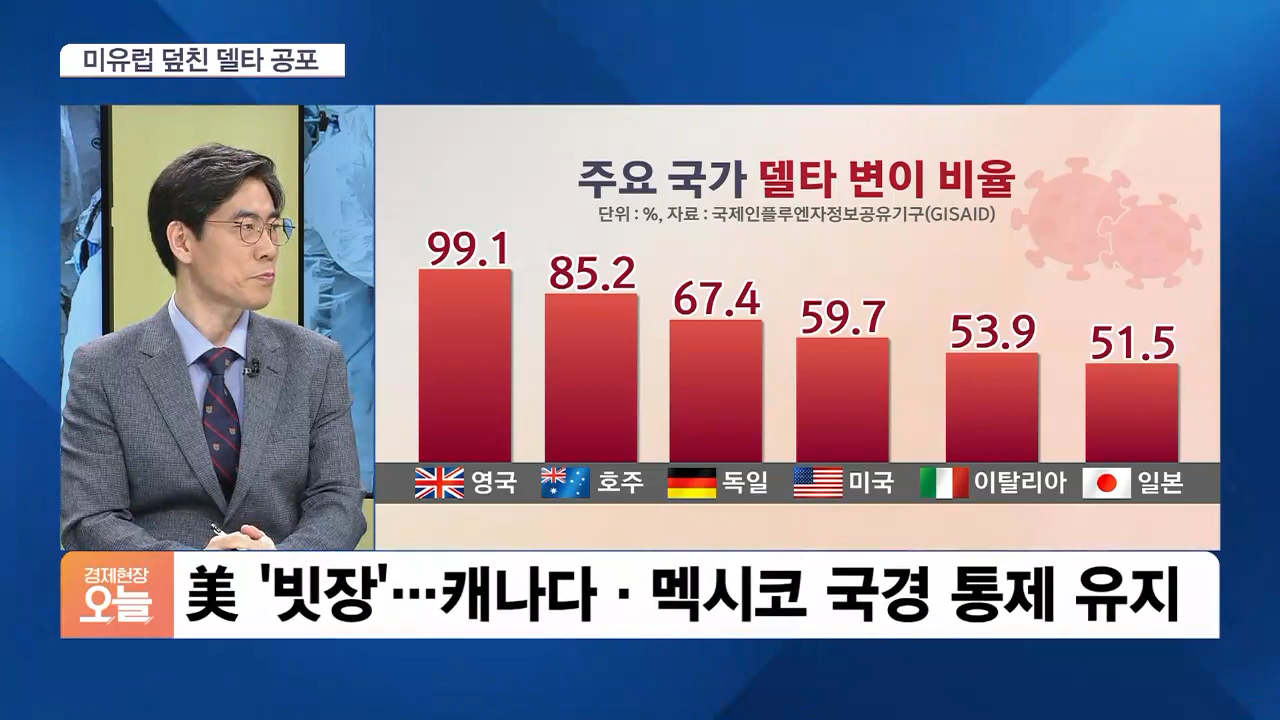 미유럽 덮친 델타 공포
주요 국가 델타 변이 비율
단위 : %, 자료 : 국제인플루엔자정보공유기구(GISAID)
99.1
85.2
67.4
59.7
53.9
51.5
영국
호주
독일
미국
이탈리아
일본
경제현장
오늘
美 '빗장'…캐나다·멕시코 국경 통제 유지